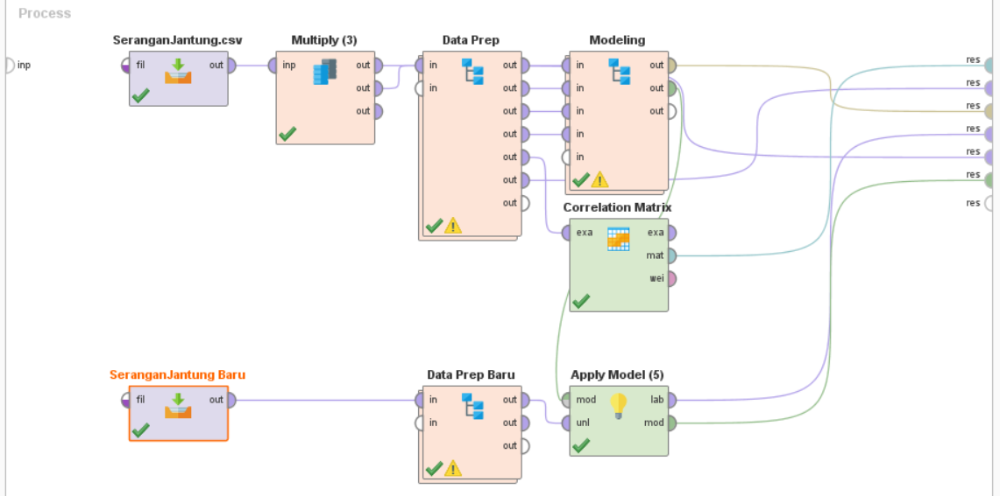 Process
SeranganJantung.csv
Multiply (3)
Data Prep
Modeling
inp
fil
out
inp
out
out
out
in
in
out
out
out
out
out
out
out
in
in
in
in
in
out
out
out
res
res
res
res
res
res
res
Correlation Matrix
exa
exa
mat
wei
SeranganJantung Baru
Data Prep Baru
Apply Model (5)
fil
out
in
in
out
out
out
mod
unl
lab
mod